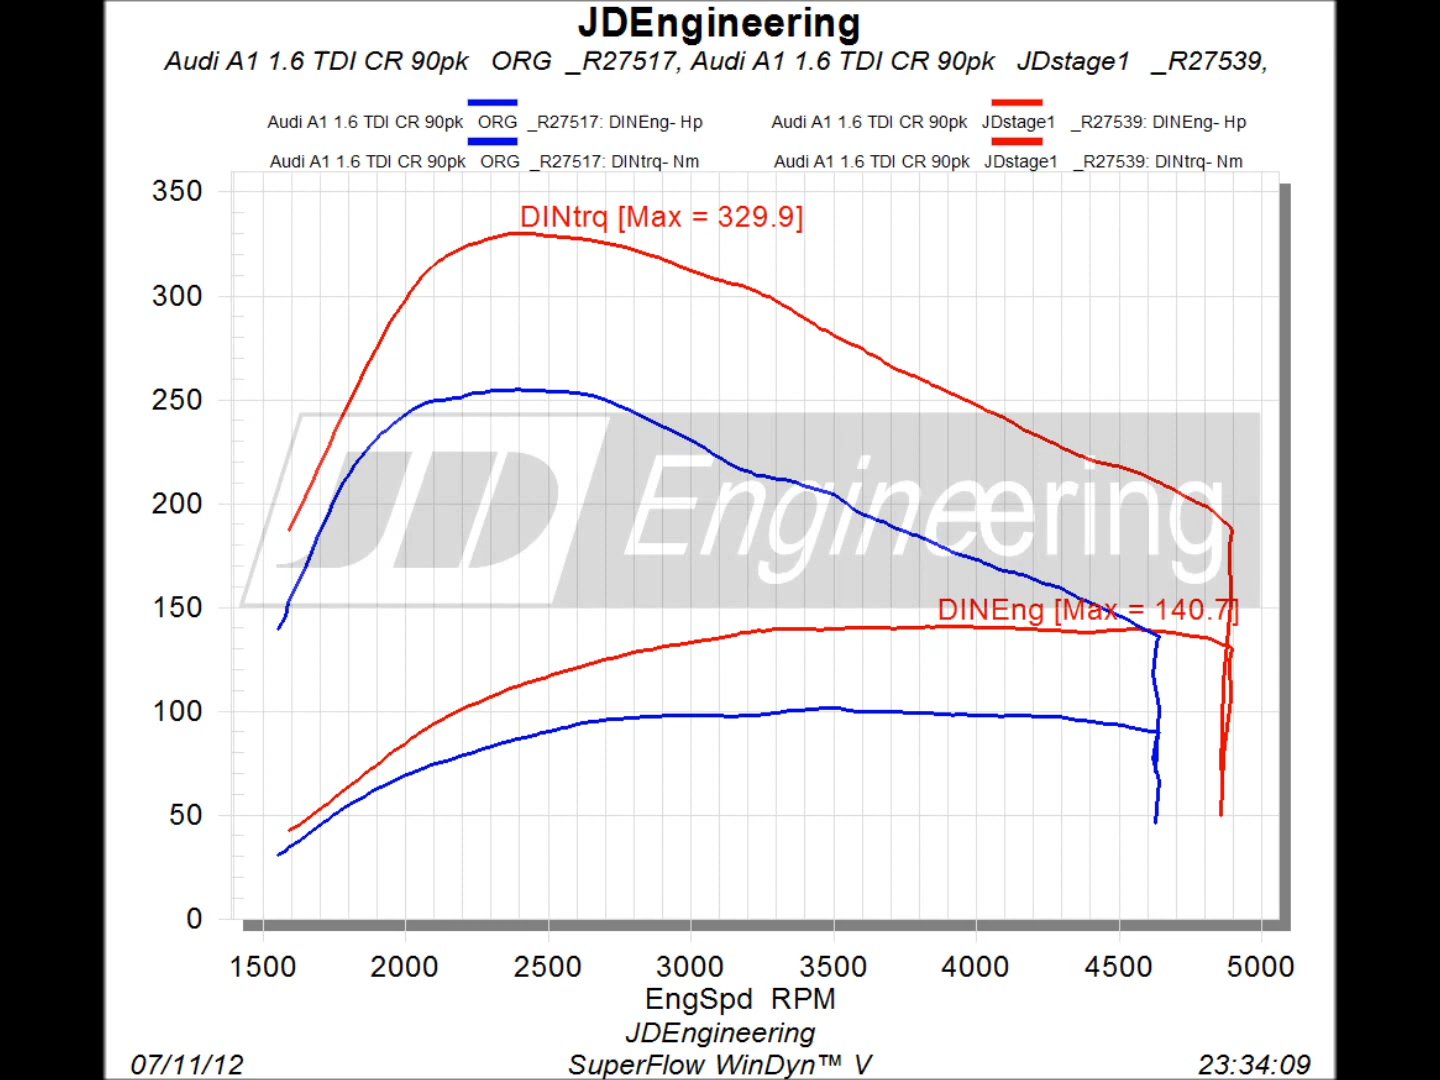 JDEngineering
Audi A1 1.6 TDI CR 90pk ORG _R27517, Audi A1 1.6 TDI CR 90pk JDstage1 _R27539,
Audi A1 1.6 TDI CR 90pk ORG _R27517: DINEng- Hp
Audi A1 1.6 TDI CR 90pk JDstage1 _R27539: DINEng- Hp
Audi A1 1.6 TDI CR 90pk ORG _R27517: DINtrq- Nm
Audi A1 1.6 TDI CR 90pk JDstage1 _R27539: DINtrq- Nm
350
DINtrq [Max = 329.9]
300
250
JD Engineering
200
150
DINEng [Max = 140.7]
100
50
0
1500 2000 2500 3000 3500 4000 4500 5000
EngSpd RPM
JDEngineering
07/11/12 SuperFlow WinDyn™ V 23:34:09